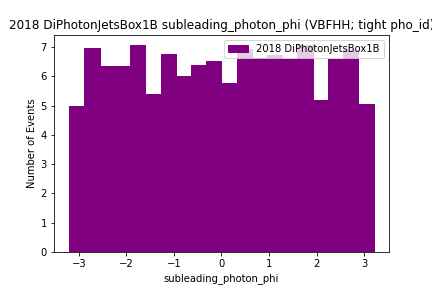 2018 DiPhotonJetsBox1B subleading_photon_phi (VBFHH; tight pho_id)
2018 DiPhotonJetsBox1B
Number of Events
7
6
5
4
3
2
1
0
−3 −2 −1 0 1 2 3
subleading_photon_phi